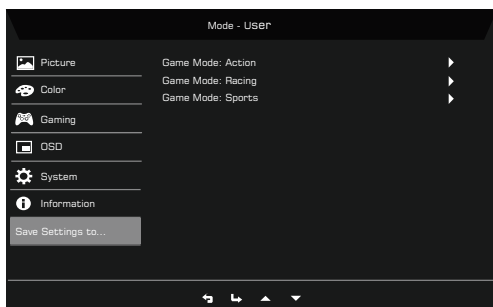 Mode - User
Picture
Color
Gaming
OSD
System
Information
Save Settings to...
Game Mode: Action
Game Mode: Racing
Game Mode: Sports